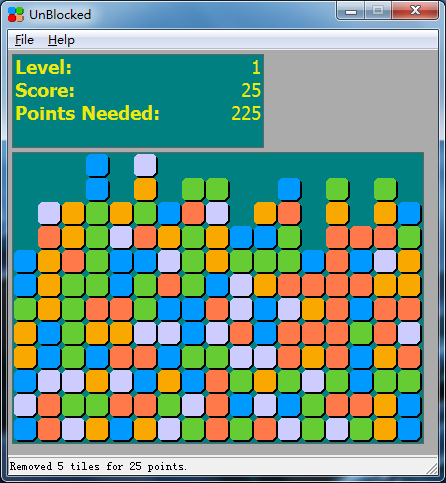 UnBlocked
File Help
Level: 1
Score: 25
Points Needed: 225
Removed 5 tiles for 25 points.